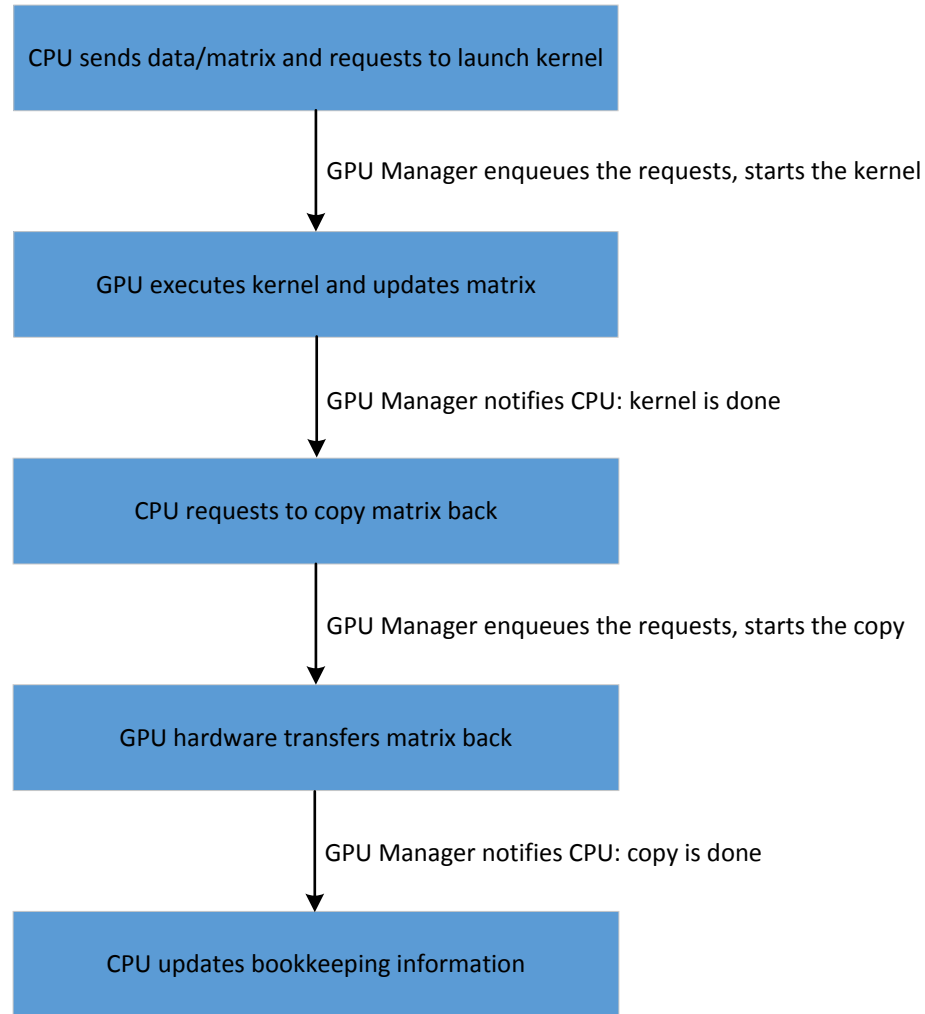 CPU sends data/matrix and requests to launch kernel
GPU Manager enqueues the requests, starts the kernel
GPU executes kernel and updates matrix
GPU Manager notifies CPU: kernel is done
CPU requests to copy matrix back
GPU Manager enqueues the requests, starts the copy
GPU hardware transfers matrix back
GPU Manager notifies CPU: copy is done
CPU updates bookkeeping information